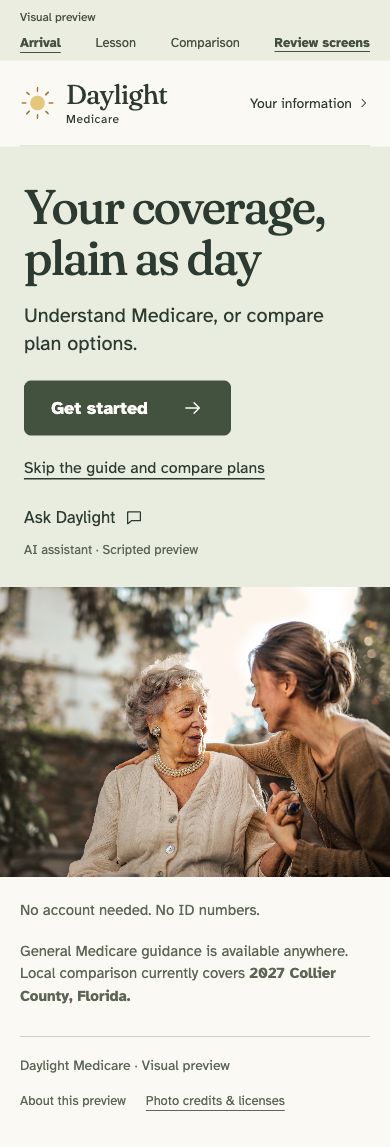 Visual preview
Arrival Lesson Comparison Review screens
Daylight
Medicare
Your information
Your coverage,
plain as day
Understand Medicare, or compare
plan options.
Get started
Skip the guide and compare plans
Ask Daylight
AI assistant · Scripted preview
No account needed. No ID numbers.
General Medicare guidance is available anywhere.
Local comparison currently covers 2027 Collier
County, Florida.
Daylight Medicare · Visual preview
About this preview Photo credits & licenses